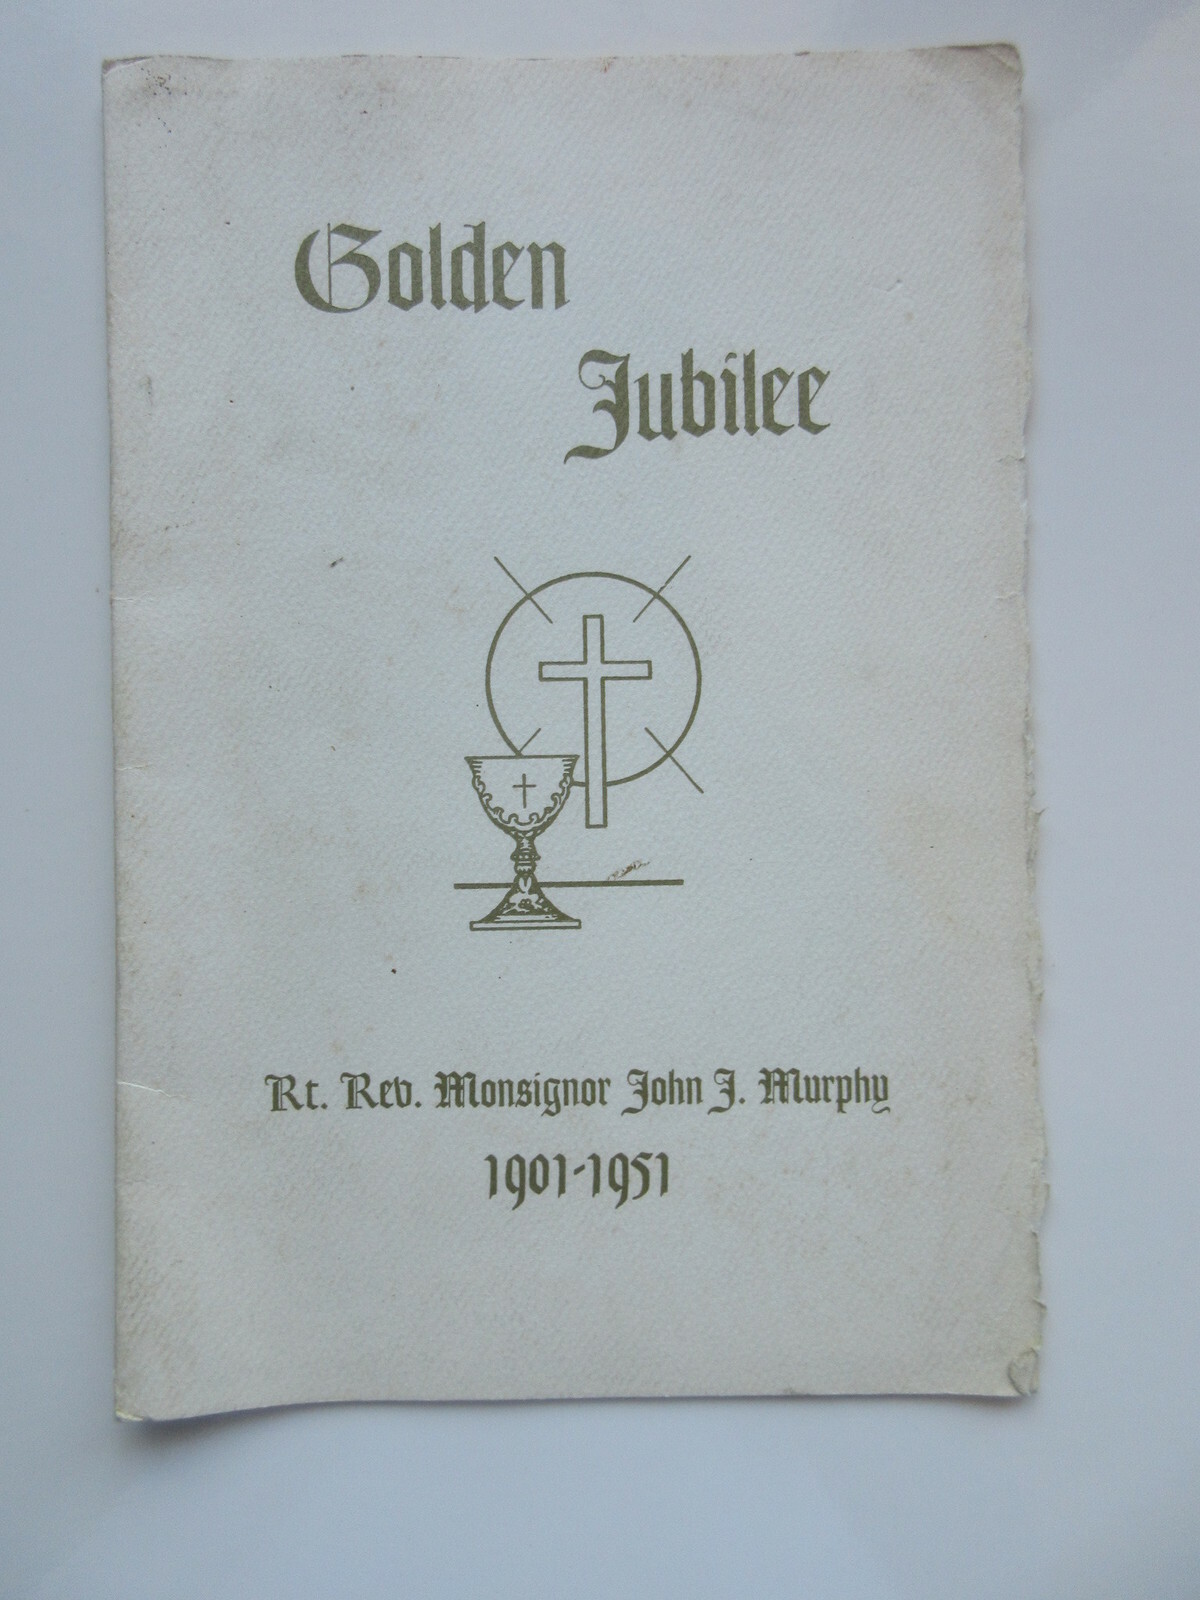 Golden
Jubilee
Rt. Rev. Monsignor John J. Murphy
1901-1951